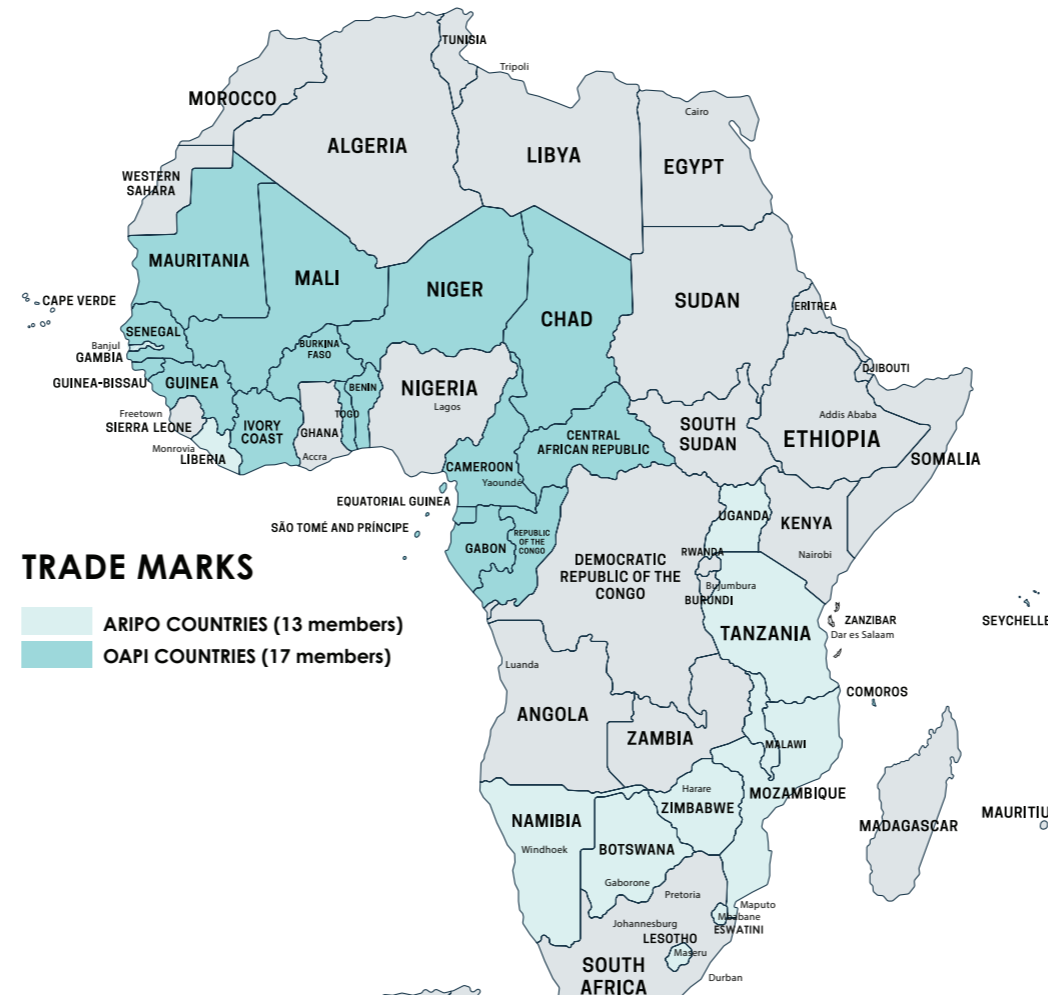 TUNISIA
Tripoli
MOROCCO
Cairo
ALGERIA
LIBYA
EGYPT
WESTERN
SAHARA
MAURITANIA
MALI
NIGER
CHAD
SUDAN
ERITREA
CAPE VERDE
SENEGAL
Banjul
GAMBIA
BURKINA
FASO
DJIBOUTI
GUINEA-BISSAU
GUINEA
BENIN
NIGERIA
Lagos
Freetown
SIERRA LEONE
IVORY
COAST
TOGO
GHANA
Accra
Monrovia
LIBERIA
CENTRAL
AFRICAN REPUBLIC
SOUTH
SUDAN
Addis Ababa
ETHIOPIA
SOMALIA
CAMEROON
Yaoundé
EQUATORIAL GUINEA
SÃO TOMÉ AND PRÍNCIPE
GABON
REPUBLIC
OF THE
CONGO
UGANDA
KENYA
Nairobi
DEMOCRATIC
REPUBLIC OF THE
CONGO
RWANDA
Bujumbura
BURUNDI
TANZANIA
ZANZIBAR
Dar es Salaam
SEYCHELLE
TRADE MARKS
ARIPO COUNTRIES (13 members)
OAPI COUNTRIES (17 members)
Luanda
ANGOLA
ZAMBIA
COMOROS
MALAWI
MOZAMBIQUE
Harare
ZIMBABWE
NAMIBIA
Windhoek
BOTSWANA
Gaborone
MADAGASCAR
MAURITIU
Pretoria
Maputo
Mbabane
ESWATINI
Johannesburg
LESOTHO
Maseru
SOUTH
AFRICA
Durban